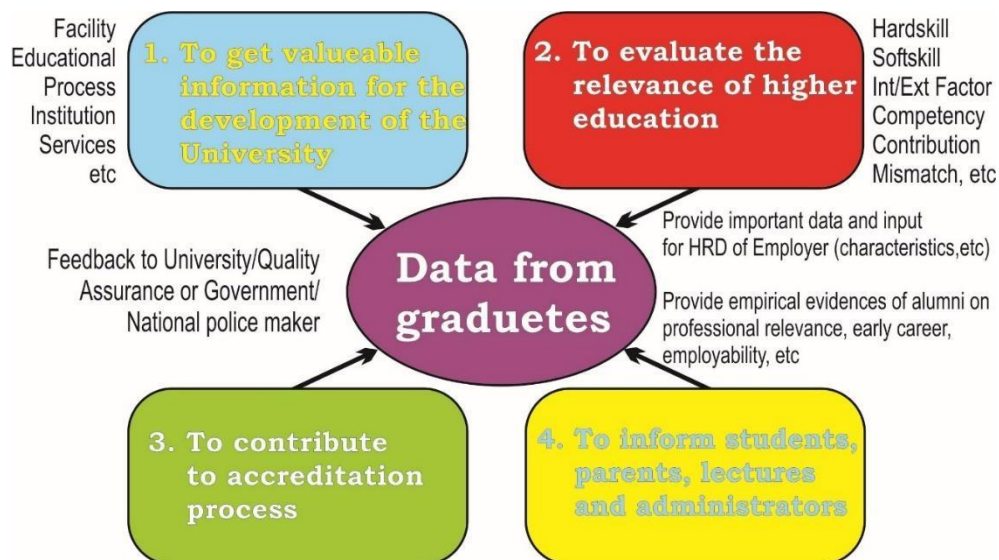 Facility
Educational
Process
Institution
Services
etc
1. To get valueable
information for the
development of the
University
2. To evaluate the
relevance of higher
education
Hardskill
Softskill
Int/Ext Factor
Competency
Contribution
Mismatch, etc
Feedback to University/Quality
Assurance or Government/
National police maker
Data from
graduetes
Provide important data and input
for HRD of Employer (characteristics,etc)
Provide empirical evidences of alumni on
professional relevance, early career,
employability, etc
3. To contribute
to accreditation
process
4. To inform students,
parents, lectures
and administrators